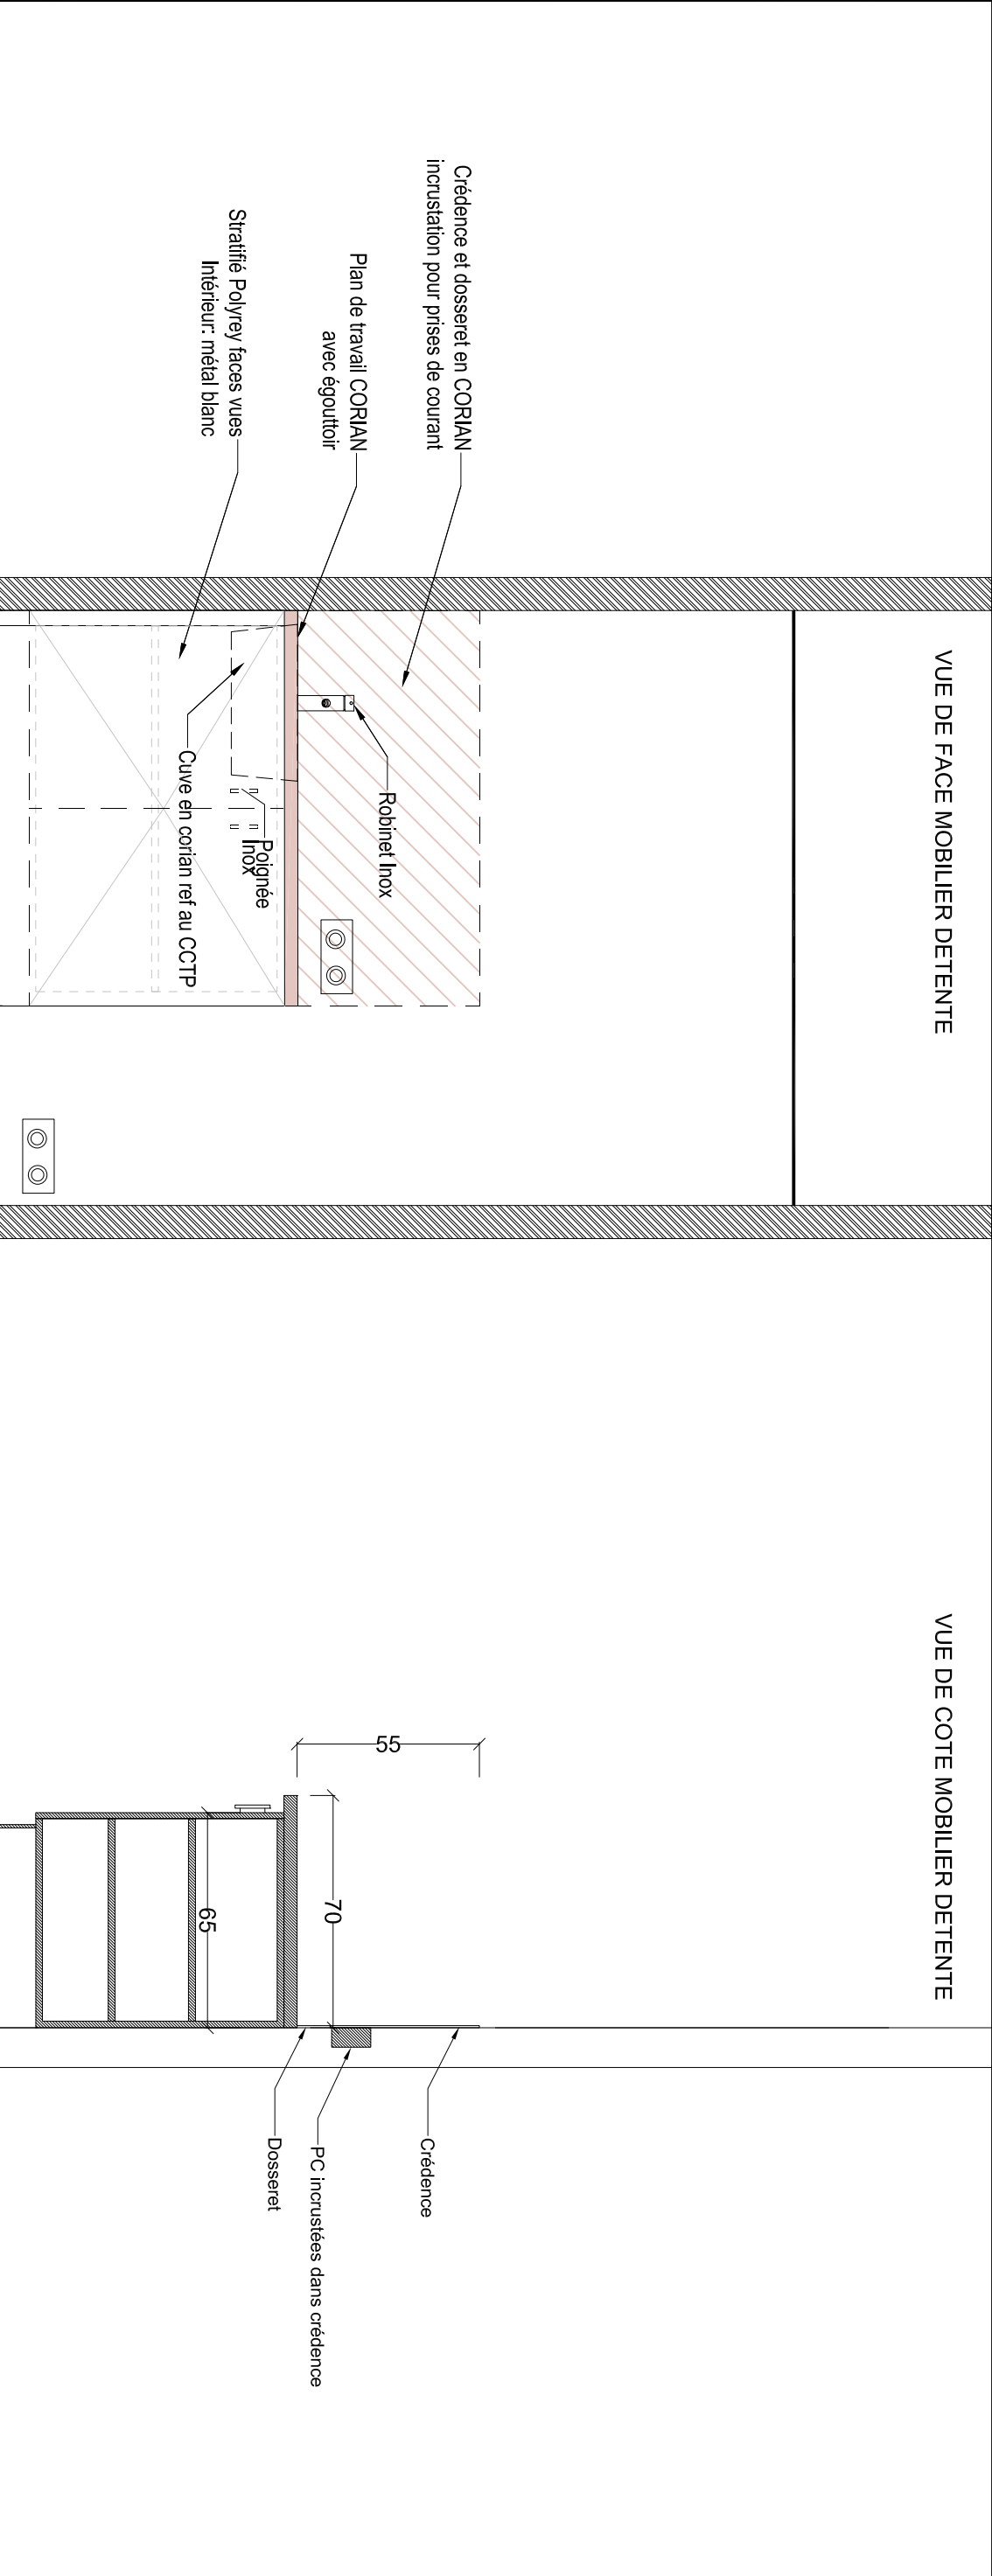 VUE DE FACE MOBILIER DETENTE
Crédence et dosseret en CORIAN
incrustation pour prises de courant
Robinet Inox
Plan de travail CORIAN
avec égouttoir
Poignée
Inox
Stratifié Polyrey faces vues
Intérieur: métal blanc
Cuve en corian ref au CCTP
VUE DE COTE MOBILIER DETENTE
55
70
65
Crédence
PC incrustées dans crédence
Dosseret